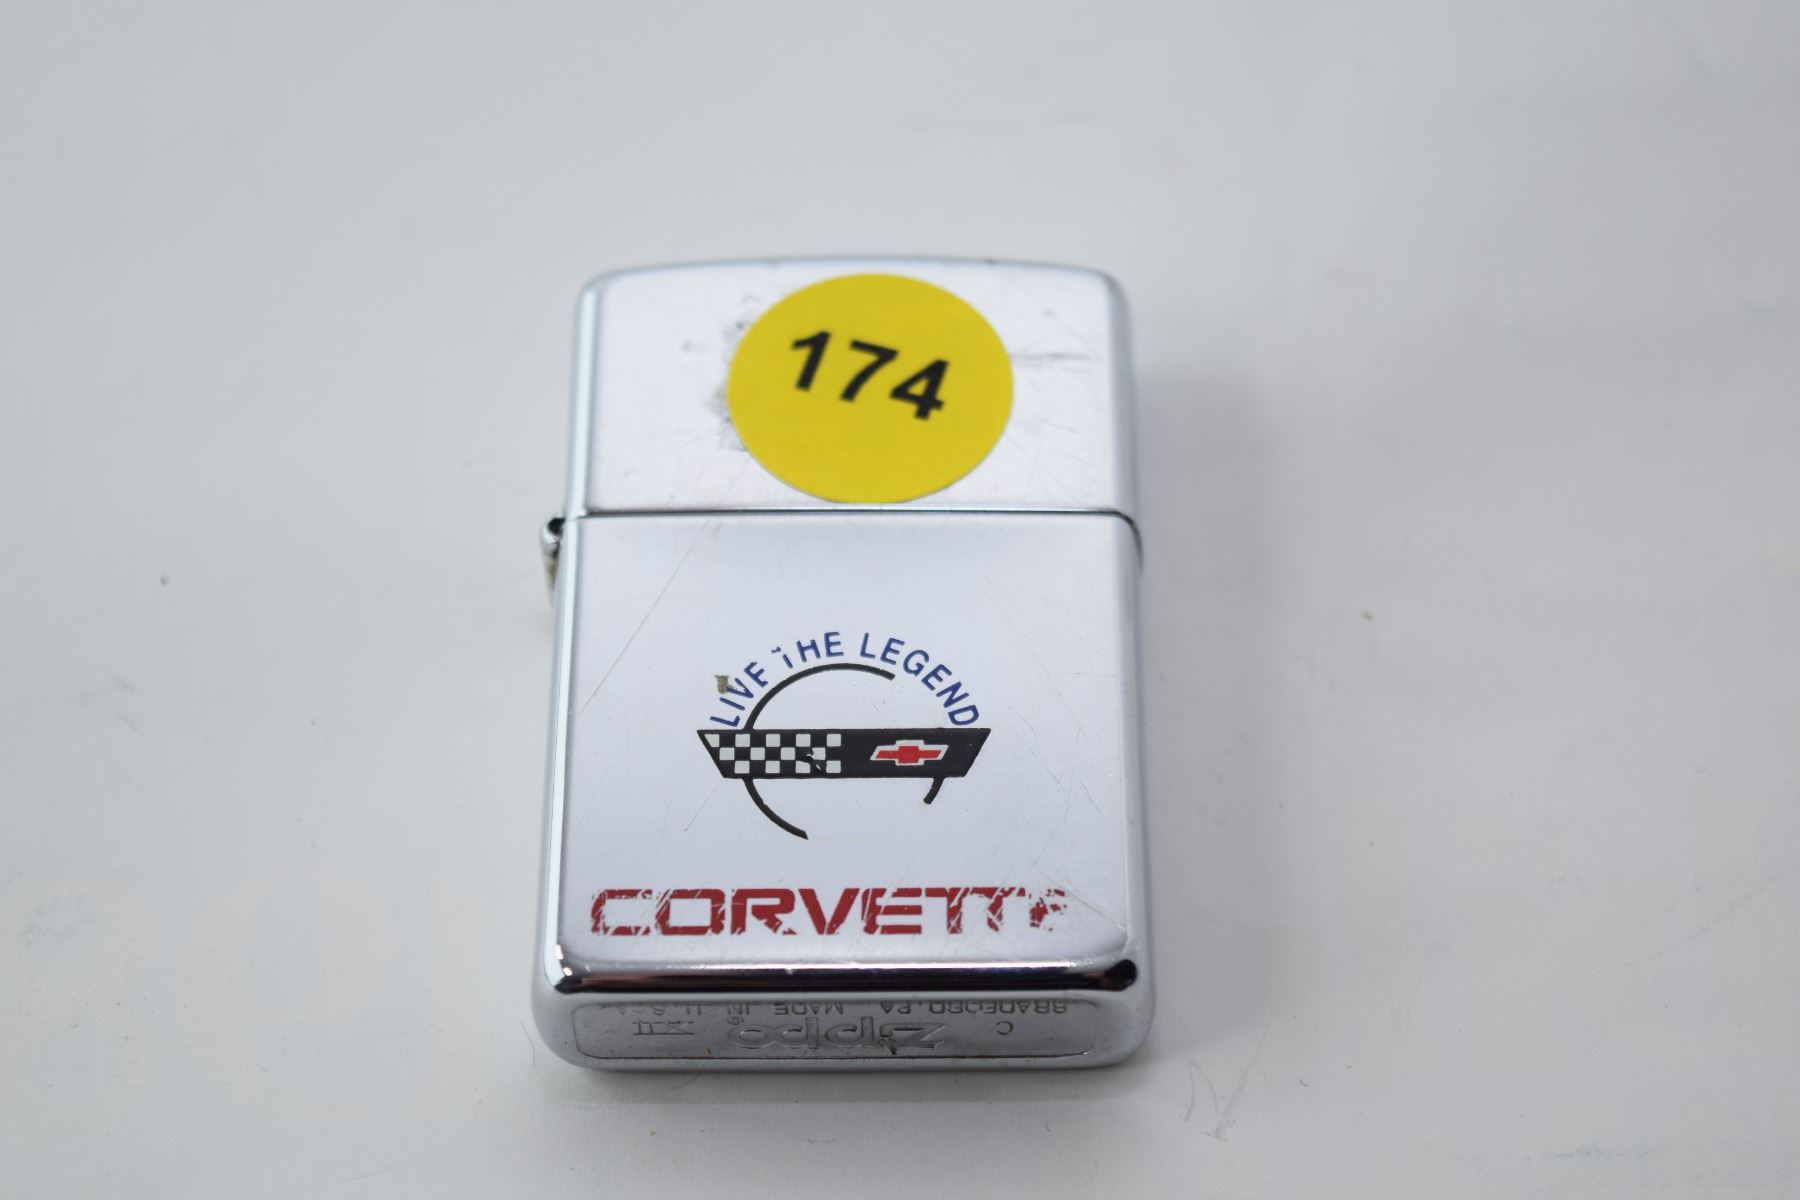 174
LIVE THE LEGEND
CORVETTE
C zippo XII
BRADFORD, PA. MADE IN U.S.A.